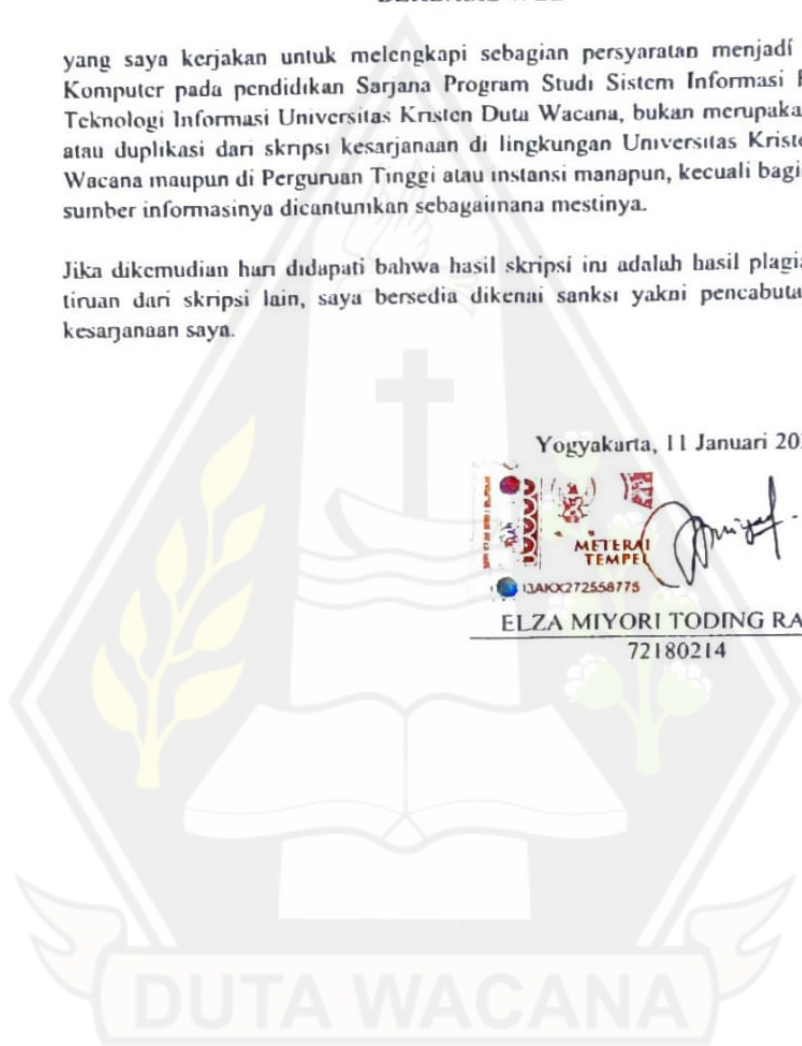 yang saya kerjakan untuk melengkapi sebagian persyaratan menjadi
Komputer pada pendidikan Sarjana Program Studi Sistem Informasi
Teknologi Informasi Universitas Kristen Duta Wacana, bukan merupaka
atau duplikasi dari skripsi kesarjanaan di lingkungan Universitas Kriste
Wacana maupun di Perguruan Tinggi atau instansi manapun, kecuali bagi
sumber informasinya dicantumkan sebagaimana mestinya.
Jika dikemudian hari didapati bahwa hasil skripsi ini adalah hasil plagi
tiruan dari skripsi lain, saya bersedia dikenai sanksi yakni pencabuta
kesarjanaan saya.
Yogyakarta, 11 Januari 20
METERAI
TEMPEL
13AKX272558775
ELZA MIYORI TODING RA
72180214
DUTA WACANA